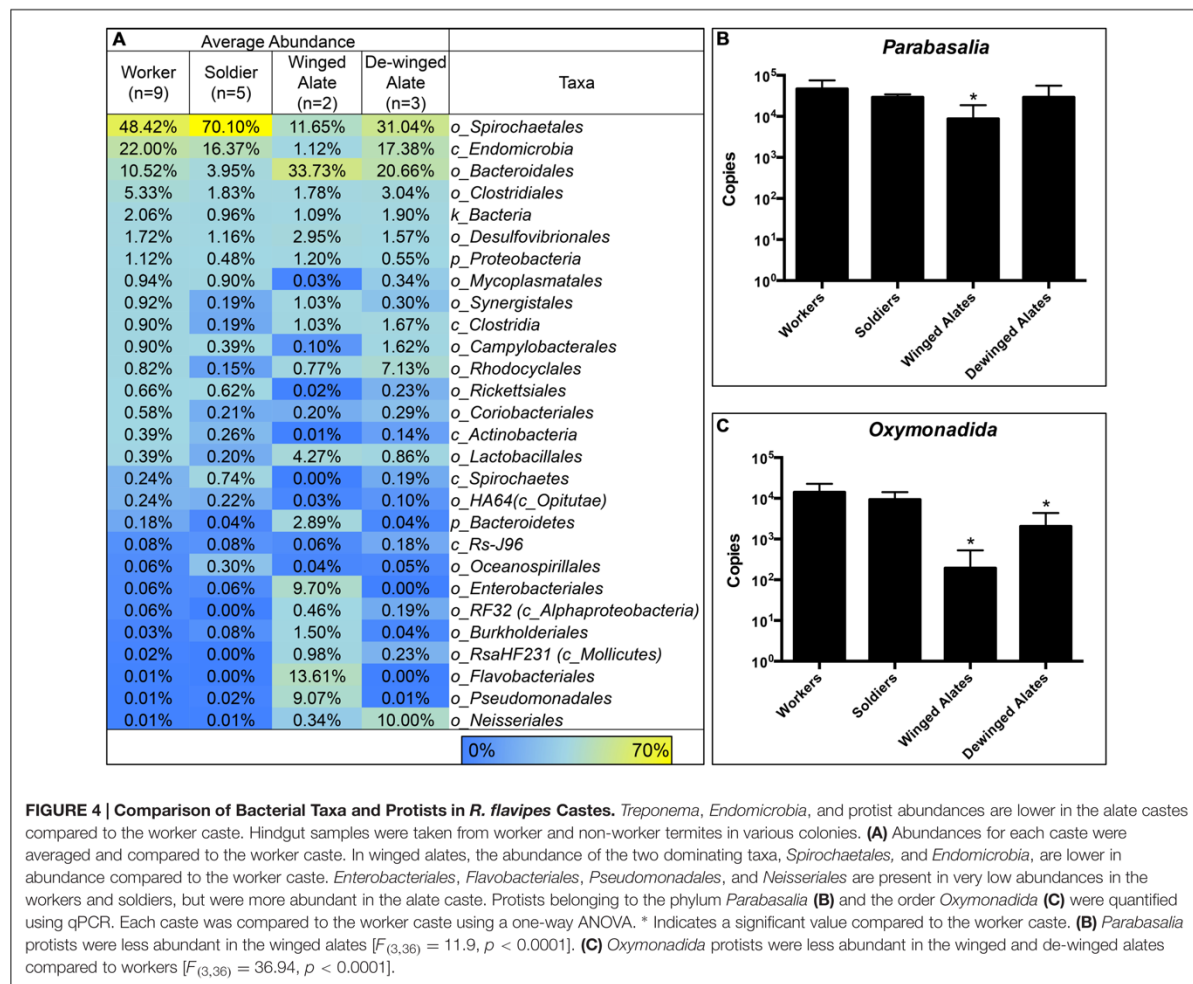 A
Average Abundance
Worker (n=9) Soldier (n=5) Winged Alate (n=2) De-winged Alate (n=3) Taxa
48.42% 70.10% 11.65% 31.04% o_Spirochaetales
22.00% 16.37% 1.12% 17.38% c_Endomicrobia
10.52% 3.95% 33.73% 20.66% o_Bacteroidales
5.33% 1.83% 1.78% 3.04% o_Clostridiales
2.06% 0.96% 1.09% 1.90% k_Bacteria
1.72% 1.16% 2.95% 1.57% o_Desulfovibrionales
1.12% 0.48% 1.20% 0.55% p_Proteobacteria
0.94% 0.90% 0.03% 0.34% o_Mycoplasmatales
0.92% 0.19% 1.03% 0.30% o_Synergistales
0.90% 0.19% 1.03% 1.67% c_Clostridia
0.90% 0.39% 0.10% 1.62% o_Campylobacterales
0.82% 0.15% 0.77% 7.13% o_Rhodocyclales
0.66% 0.62% 0.02% 0.23% o_Rickettsiales
0.58% 0.21% 0.20% 0.29% o_Coriobacteriales
0.39% 0.26% 0.01% 0.14% c_Actinobacteria
0.39% 0.20% 4.27% 0.86% o_Lactobacillales
0.24% 0.74% 0.00% 0.19% c_Spirochaetes
0.24% 0.22% 0.03% 0.10% o_HA64(c_Opitutae)
0.18% 0.04% 2.89% 0.04% p_Bacteroidetes
0.08% 0.08% 0.06% 0.18% c_Rs-J96
0.06% 0.30% 0.04% 0.05% o_Oceanospirillales
0.06% 0.06% 9.70% 0.00% o_Enterobacteriales
0.06% 0.00% 0.46% 0.19% o_RF32 (c_Alphaproteobacteria)
0.03% 0.08% 1.50% 0.04% o_Burkholderiales
0.02% 0.00% 0.98% 0.23% o_RsaHF231 (c_Mollicutes)
0.01% 0.00% 13.61% 0.00% o_Flavobacteriales
0.01% 0.02% 9.07% 0.01% o_Pseudomonadales
0.01% 0.01% 0.34% 10.00% o_Neisseriales
0% 70%
B
Parabasalia
Copies
10⁵
10⁴
10³
10²
10¹
10⁰
*
Workers
Soldiers
Winged Alates
Dewinged Alates
C
Oxymonadida
Copies
10⁵
10⁴
10³
10²
10¹
10⁰
* *
Workers
Soldiers
Winged Alates
Dewinged Alates
FIGURE 4 | Comparison of Bacterial Taxa and Protists in R. flavipes Castes. Treponema, Endomicrobia, and protist abundances are lower in the alate castes
compared to the worker caste. Hindgut samples were taken from worker and non-worker termites in various colonies. (A) Abundances for each caste were
averaged and compared to the worker caste. In winged alates, the abundance of the two dominating taxa, Spirochaetales, and Endomicrobia, are lower in
abundance compared to the worker caste. Enterobacteriales, Flavobacteriales, Pseudomonadales, and Neisseriales are present in very low abundances in the
workers and soldiers, but were more abundant in the alate caste. Protists belonging to the phylum Parabasalia (B) and the order Oxymonadida (C) were quantified
using qPCR. Each caste was compared to the worker caste using a one-way ANOVA. * Indicates a significant value compared to the worker caste. (B) Parabasalia
protists were less abundant in the winged alates [F(3,36) = 11.9, p < 0.0001]. (C) Oxymonadida protists were less abundant in the winged and de-winged alates
compared to workers [F(3,36) = 36.94, p < 0.0001].